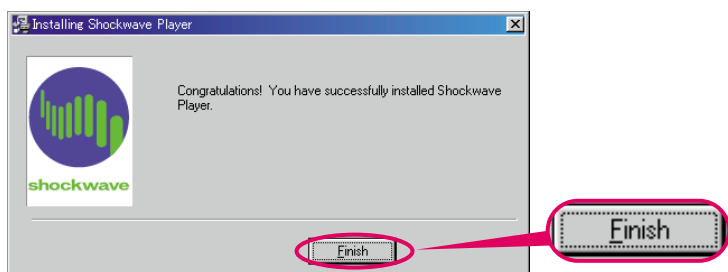 Installing Shockwave Player
Congratulations! You have successfully installed Shockwave
Player.
shockwave
Finish
Finish